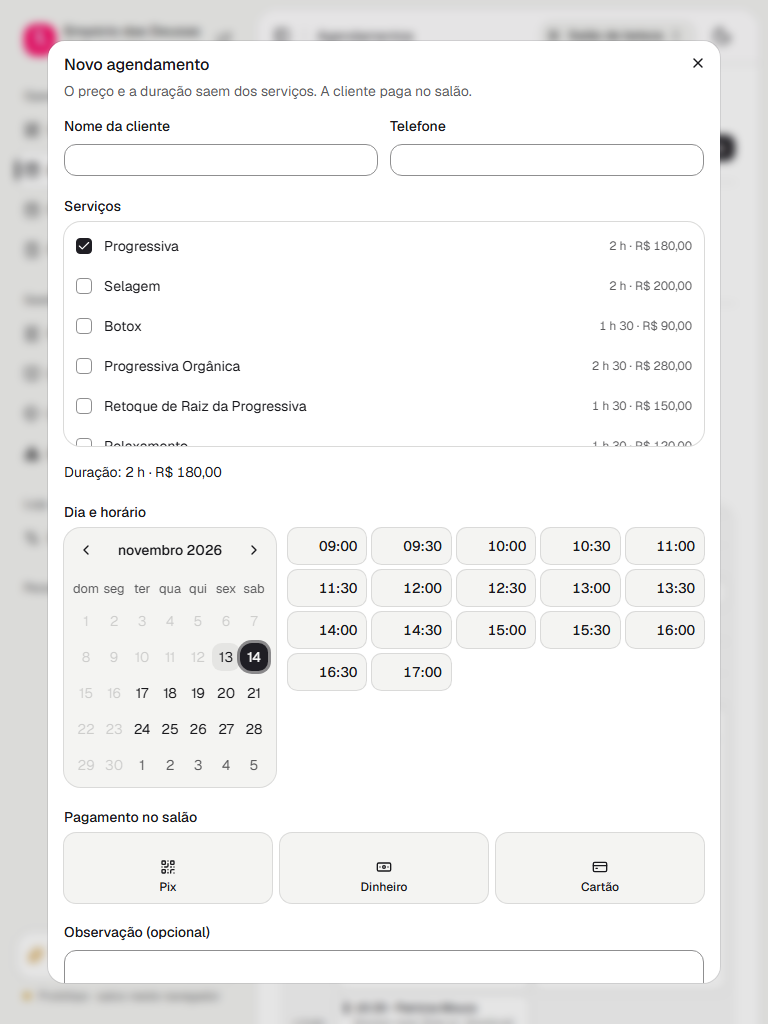 Novo agendamento
O preço e a duração saem dos serviços. A cliente paga no salão.
Nome da cliente Telefone
Serviços
Progressiva 2 h · R$ 180,00
Selagem 2 h · R$ 200,00
Botox 1 h 30 · R$ 90,00
Progressiva Orgânica 2 h 30 · R$ 280,00
Retoque de Raiz da Progressiva 1 h 30 · R$ 150,00
Relaxamento 1 h 30 · R$ 120,00
Duração: 2 h · R$ 180,00
Dia e horário
novembro 2026
dom seg ter qua qui sex sab
1 2 3 4 5 6 7
8 9 10 11 12 13 14
15 16 17 18 19 20 21
22 23 24 25 26 27 28
29 30 1 2 3 4 5
09:00 09:30 10:00 10:30 11:00
11:30 12:00 12:30 13:00 13:30
14:00 14:30 15:00 15:30 16:00
16:30 17:00
Pagamento no salão
Pix Dinheiro Cartão
Observação (opcional)